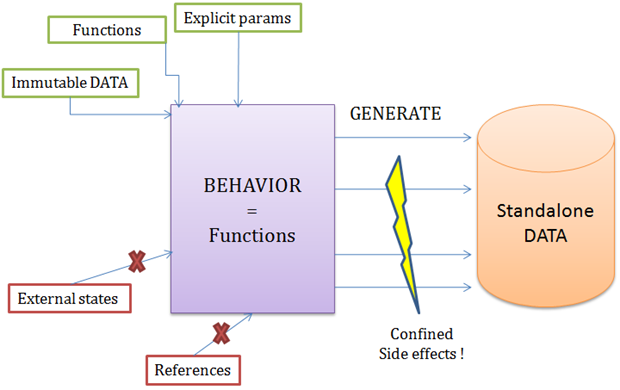 Explicit params
Functions
Immutable DATA
GENERATE
BEHAVIOR
=
Functions
Standalone
DATA
External states
References
Confined
Side effects !